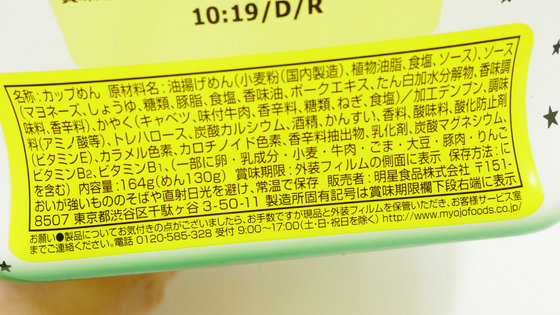 10:19/D/R
名称：カップめん 原材料名：油揚げめん(小麦粉(国内製造)、植物油脂、食塩、ソース)、ソース
(マヨネーズ、しょうゆ、糖類、豚脂、食塩、香味油、ポークエキス、たん白加水分解物、香味調
味料、香辛料)、かやく(キャベツ、味付牛肉、香辛料、糖類、ねぎ、食塩)／加工デンプン、調味
料(アミノ酸等)、トレハロース、炭酸カルシウム、酒精、かんすい、香料、酸味料、酸化防止剤
(ビタミンE)、カラメル色素、カロチノイド色素、香辛料抽出物、乳化剤、炭酸マグネシウム、
ビタミンB₂、ビタミンB₁、(一部に卵・乳成分・小麦・牛肉・ごま・大豆・豚肉・りんご
を含む) 内容量：164g(めん130g) 賞味期限：外装フィルムの側面に表示 保存方法：に
おいが強いもののそばや直射日光を避け、常温で保存 販売者：明星食品株式会社 〒151-
8507 東京都渋谷区千駄ヶ谷 3-50-11 製造所固有記号は賞味期限欄下段右端に表示
お願い●製品についてお気付きの点がございましたら、お手数ですが現品と外装フィルムを保管いただき、お客様サービス室
までご連絡ください。電話 0120-585-328 受付 9:00〜17:00(土・日・祝日を除く) http://www.myojofoods.co.jp/